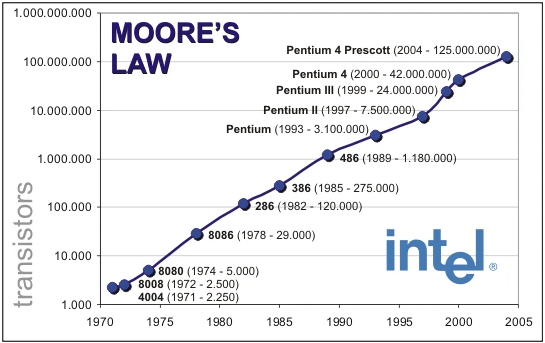 MOORE'S
LAW
transistors
1.000.000.000
100.000.000
10.000.000
1.000.000
100.000
10.000
1.000
Pentium 4 Prescott (2004 - 125.000.000)
Pentium 4 (2000 - 42.000.000)
Pentium III (1999 - 24.000.000)
Pentium II (1997 - 7.500.000)
Pentium (1993 - 3.100.000)
486 (1989 - 1.180.000)
386 (1985 - 275.000)
286 (1982 - 120.000)
8086 (1978 - 29.000)
8080 (1974 - 5.000)
8008 (1972 - 2.500)
4004 (1971 - 2.250)
intel®
1970 1975 1980 1985 1990 1995 2000 2005